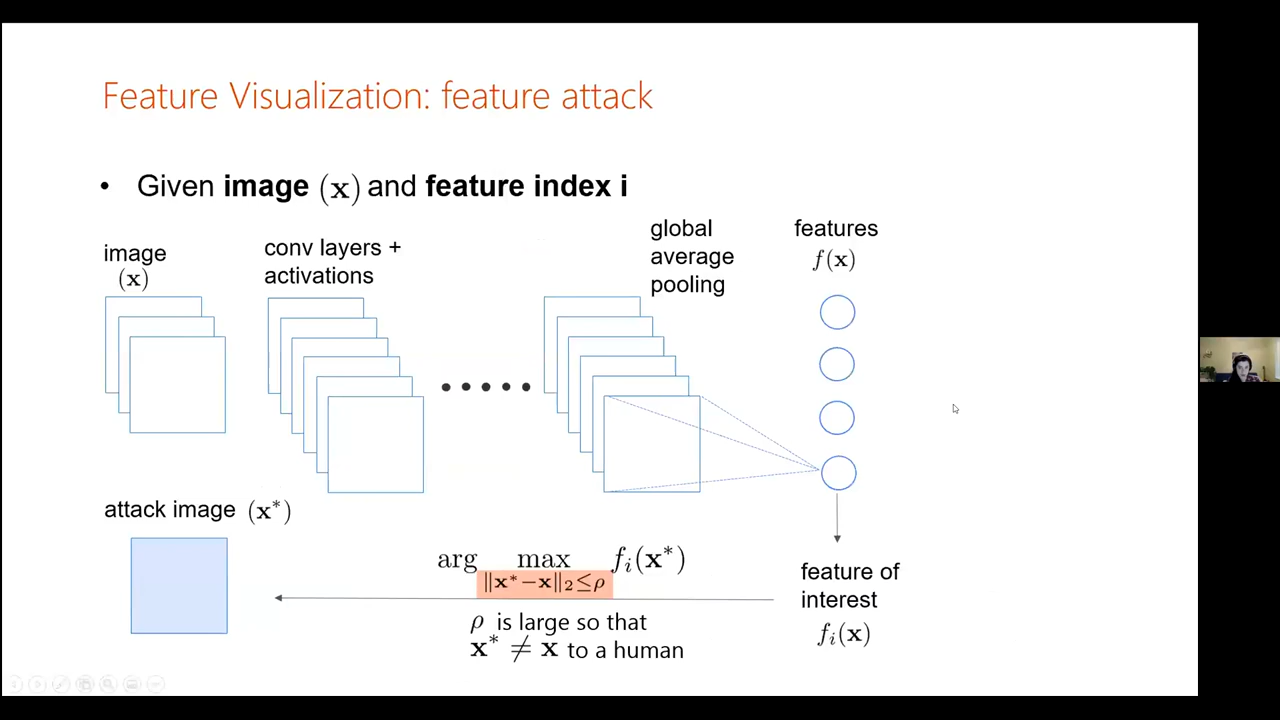 Feature Visualization: feature attack
• Given image (x) and feature index i
image
(x)
conv layers +
activations
global
average
pooling
features
f(x)
attack image (x*)
arg max f_i(x*)
‖x*−x‖₂≤ρ
ρ is large so that
x* ≠ x to a human
feature of
interest
f_i(x)